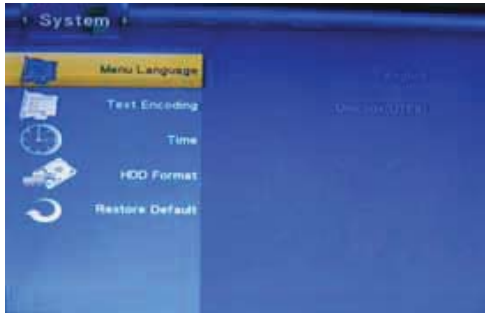 System
Menu Language
Text Encoding
Time
HDD Format
Restore Default